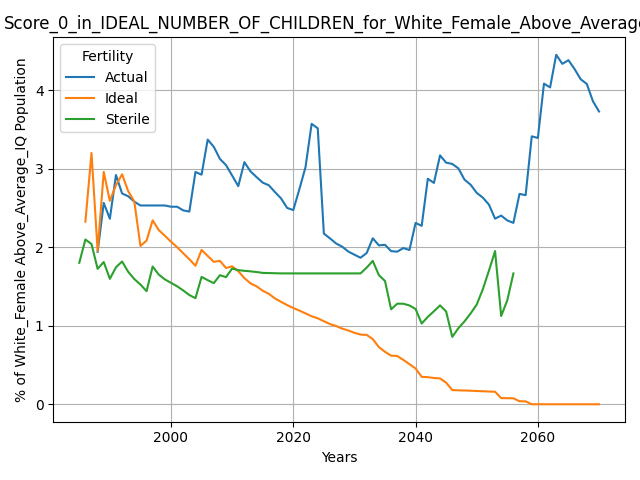 Score_0_in_IDEAL_NUMBER_OF_CHILDREN_for_White_Female_Above_Average
Fertility
Actual
Ideal
Sterile
% of White_Female Above_Average_IQ Population
4
3
2
1
0
2000 2020 2040 2060
Years